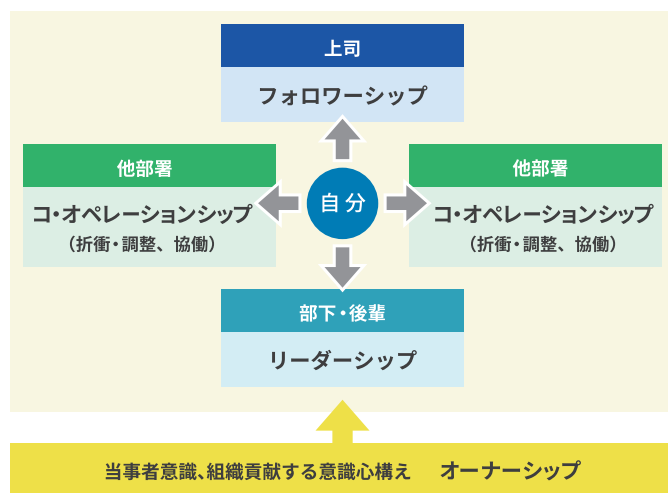 上司
フォロワーシップ
他部署
コ・オペレーションシップ
（折衝・調整、協働）
自分
他部署
コ・オペレーションシップ
（折衝・調整、協働）
部下・後輩
リーダーシップ
当事者意識、組織貢献する意識心構え　オーナーシップ